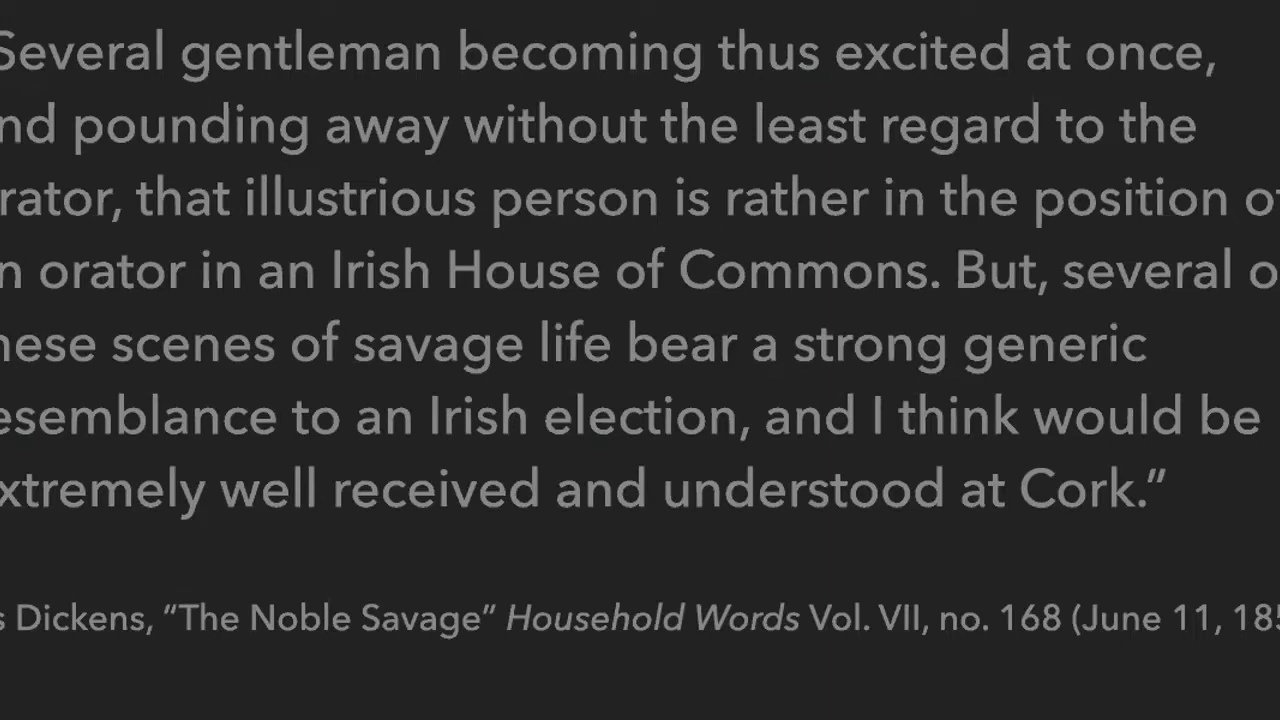 Several gentleman becoming thus excited at once,
nd pounding away without the least regard to the
rator, that illustrious person is rather in the position of
n orator in an Irish House of Commons. But, several o
hese scenes of savage life bear a strong generic
esemblance to an Irish election, and I think would be
xtremely well received and understood at Cork.”
s Dickens, “The Noble Savage” Household Words Vol. VII, no. 168 (June 11, 185